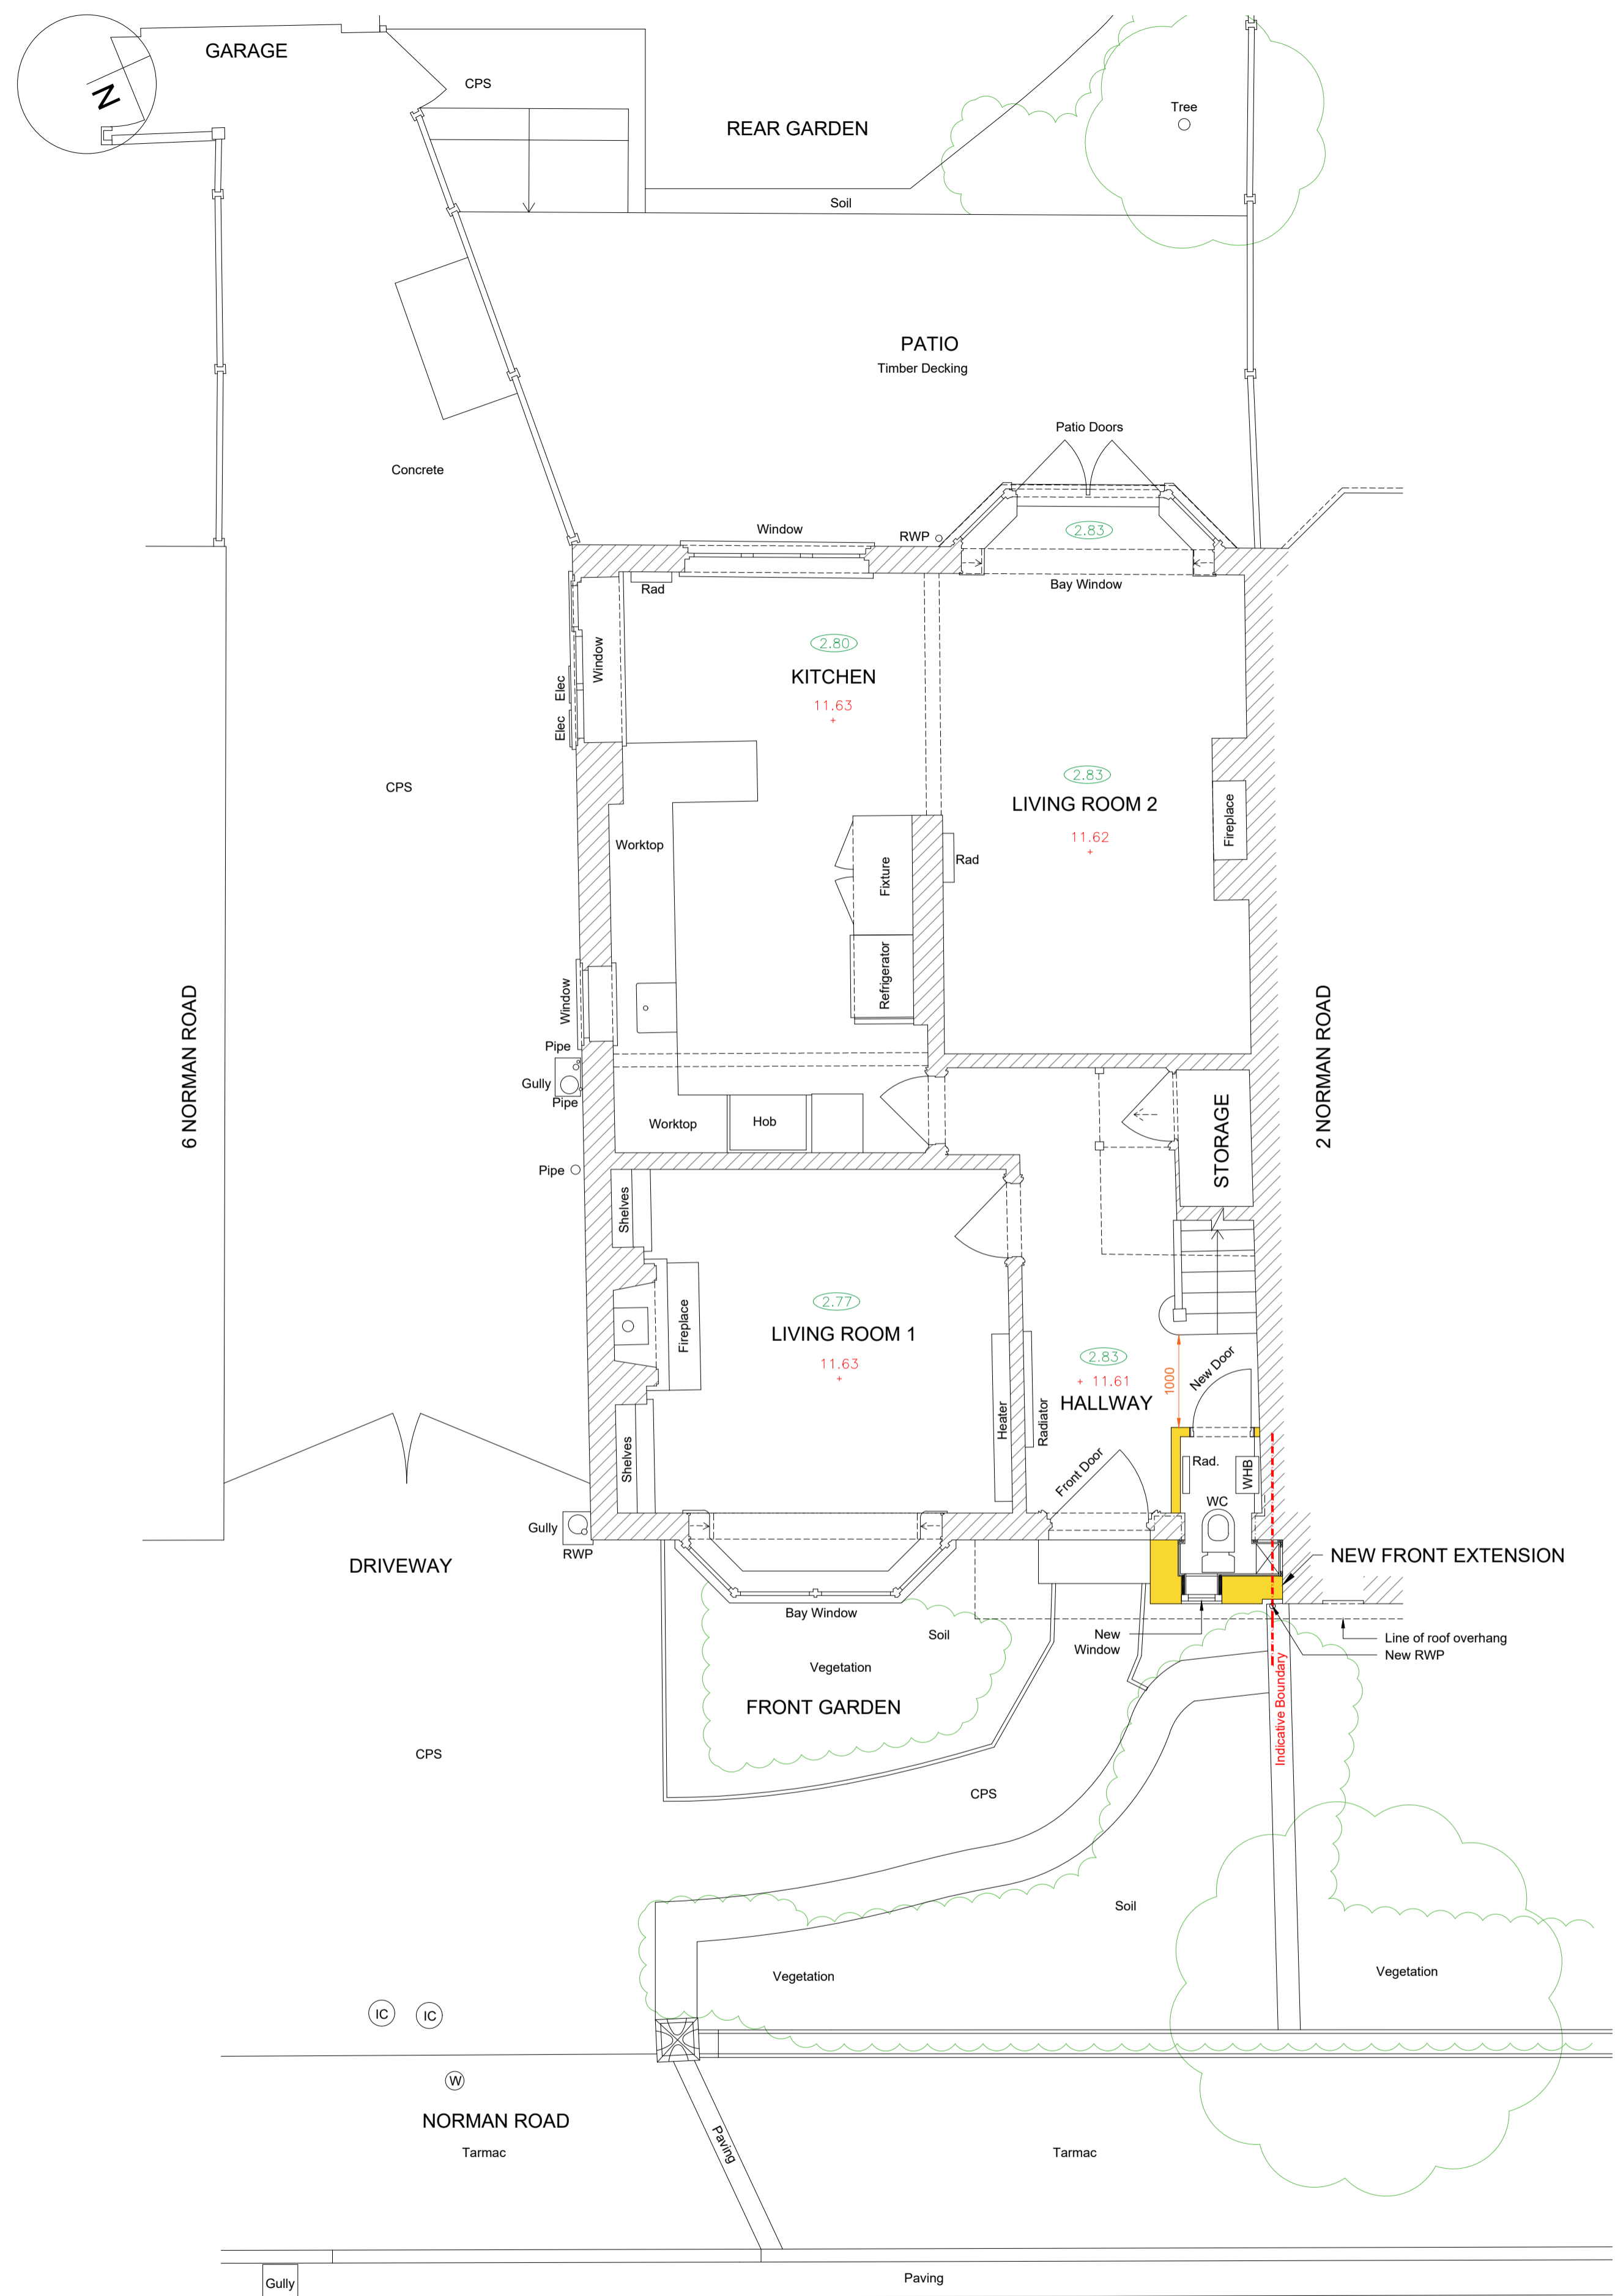 GARAGE
N
CPS
REAR GARDEN
Tree
Soil
PATIO
Timber Decking
Concrete
Patio Doors
Window
RWP
2.83
Bay Window
Rad
Window
Elec
Elec
2.80
KITCHEN
11.63
CPS
2.83
LIVING ROOM 2
11.62
Fireplace
Worktop
Fixture
Rad
Refrigerator
Window
6 NORMAN ROAD
2 NORMAN ROAD
Pipe
Gully
Pipe
Worktop
Hob
STORAGE
Pipe
Shelves
2.77
LIVING ROOM 1
11.63
Fireplace
Heater
Radiator
2.83
11.61
HALLWAY
1000
New Door
Shelves
Front Door
Rad.
WHB
WC
Gully
RWP
DRIVEWAY
NEW FRONT EXTENSION
Bay Window
Soil
New
Window
Line of roof overhang
New RWP
Vegetation
FRONT GARDEN
Indicative Boundary
CPS
CPS
Soil
Vegetation
Vegetation
IC
IC
W
NORMAN ROAD
Tarmac
Paving
Tarmac
Paving
Gully